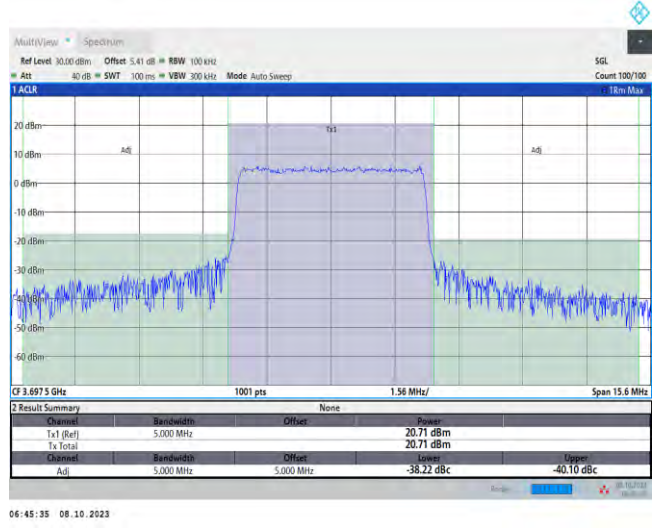 MultiView Spectrum
Ref Level 30.00 dBm Offset 5.41 dB RBW 100 kHz SGL
Att 40 dB SWT 100 ms VBW 300 kHz Mode Auto Sweep Count 100/100
1 ACLR 1Rm Max
20 dBm
Tx1
10 dBm
Adj
Adj
0 dBm
-10 dBm
-20 dBm
-30 dBm
-40 dBm
-50 dBm
-60 dBm
CF 3.6975 GHz 1001 pts 1.56 MHz/ Span 15.6 MHz
2 Result Summary None
Channel Bandwidth Offset Power
Tx1 (Ref) 5.000 MHz 20.71 dBm
Tx Total 20.71 dBm
Channel Bandwidth Offset Lower Upper
Adj 5.000 MHz 5.000 MHz -38.22 dBc -40.10 dBc
06:45:35 08.10.2023